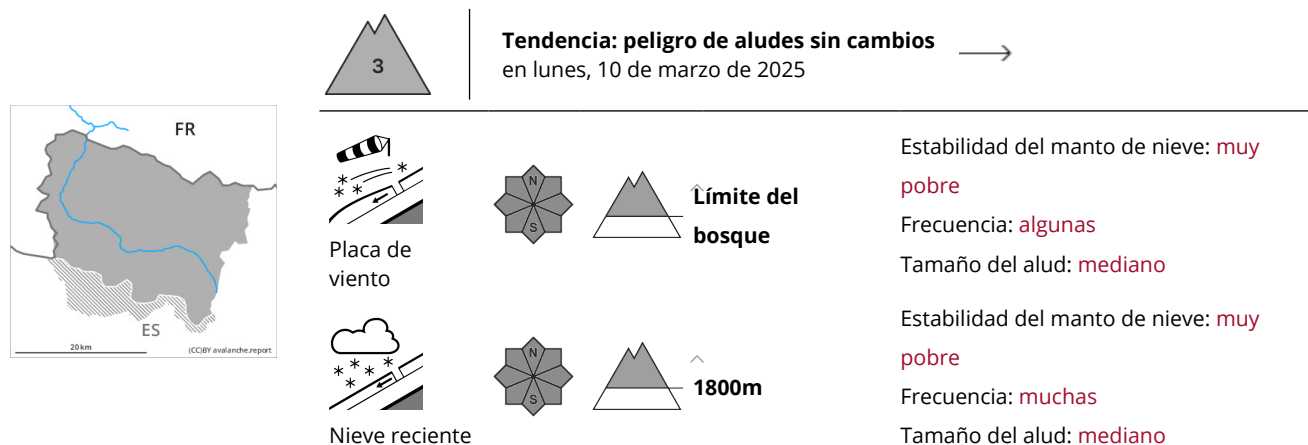 3
Tendencia: peligro de aludes sin cambios
en lunes, 10 de marzo de 2025
FR
ES
20 km
(CC)BY avalanche.report
Placa de
viento
N
S
Límite del
bosque
Estabilidad del manto de nieve: muy
pobre
Frecuencia: algunas
Tamaño del alud: mediano
Nieve reciente
N
S
1800m
Estabilidad del manto de nieve: muy
pobre
Frecuencia: muchas
Tamaño del alud: mediano